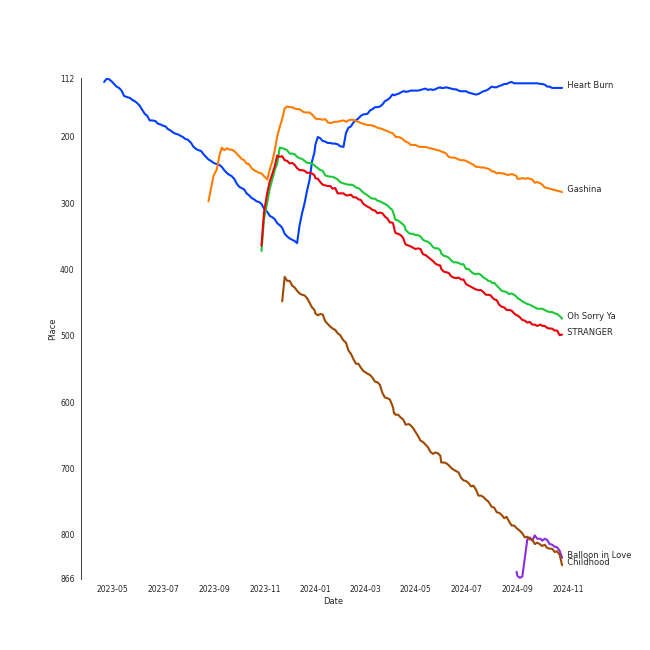 112
200
300
400
500
600
700
800
866
Place
2023-05
2023-07
2023-09
2023-11
2024-01
2024-03
2024-05
2024-07
2024-09
2024-11
Date
Heart Burn
Gashina
Oh Sorry Ya
STRANGER
Balloon in Love
Childhood